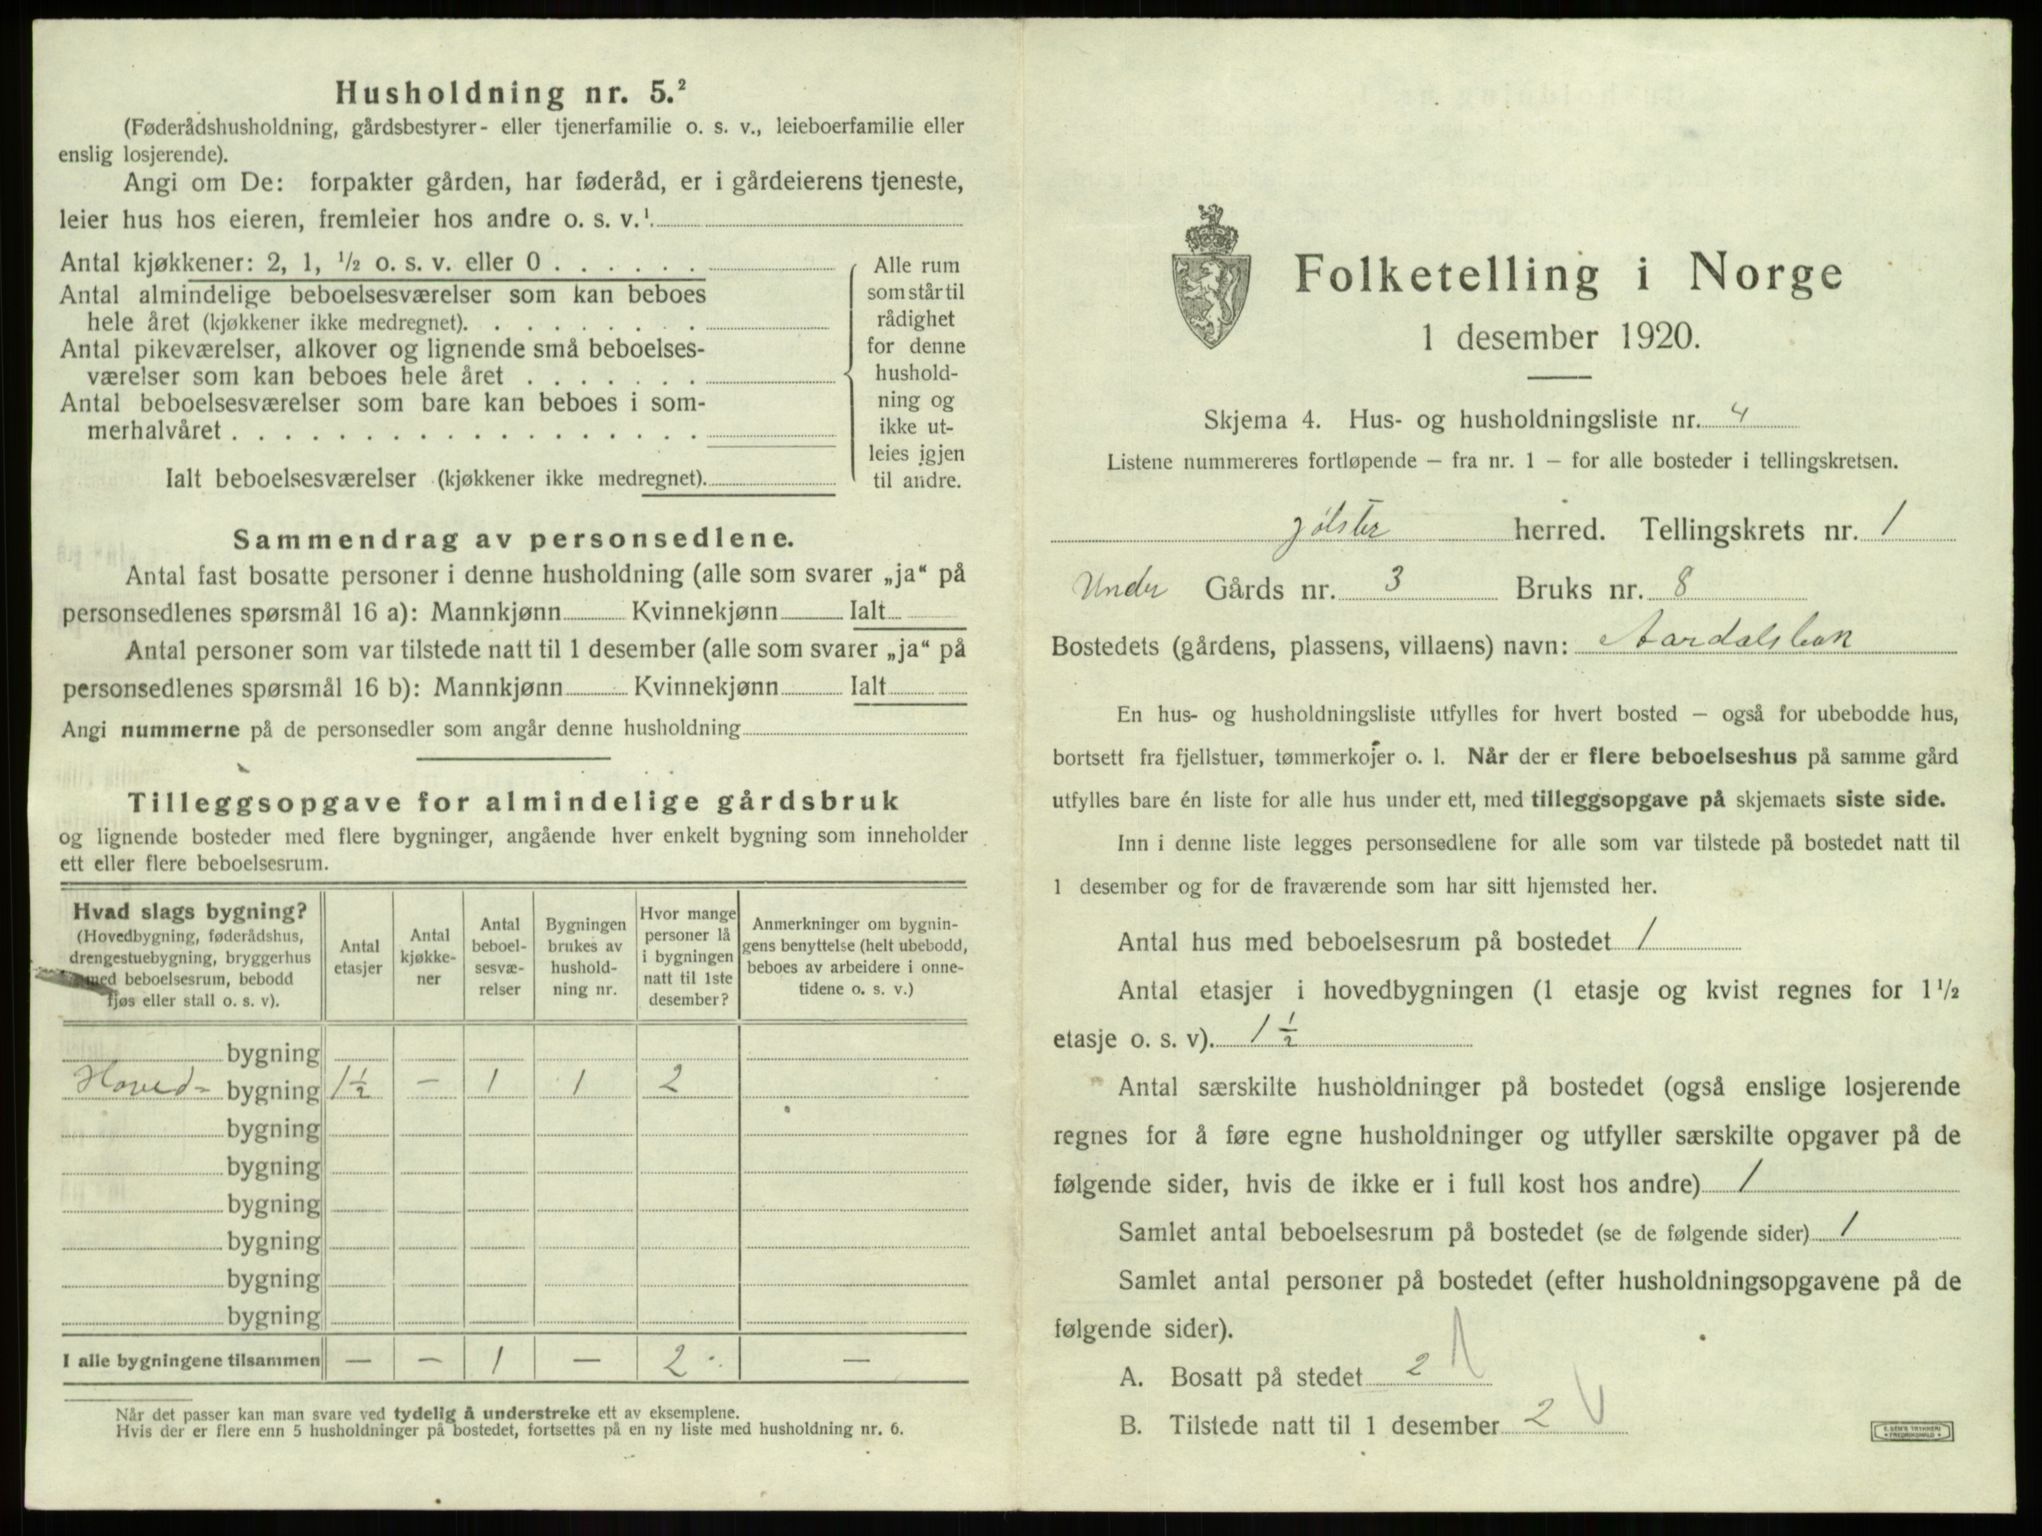 Husholdning nr. 5.²
(Føderådshusholdning, gårdsbestyrer- eller tjenerfamilie o. s. v., leieboerfamilie eller
enslig losjerende).
Angi om De: forpakter gården, har føderåd, er i gårdeierens tjeneste,
leier hus hos eieren, fremleier hos andre o. s. v.¹
Antal kjøkkener: 2, 1, ½ o. s. v. eller 0 . . . . . .
Antal almindelige beboelsesværelser som kan beboes
hele året (kjøkkener ikke medregnet). . . . . . . . .
Antal pikeværelser, alkover og lignende små beboelses-
værelser som kan beboes hele året . . . . . . .
Antal beboelsesværelser som bare kan beboes i som-
merhalvåret . . . . . . . . . . . . . . . . . .
Ialt beboelsesværelser (kjøkkener ikke medregnet).
Alle rum
som står til
rådighet
for denne
hushold-
ning og
ikke ut-
leies igjen
til andre.
Sammendrag av personsedlene.
Antal fast bosatte personer i denne husholdning (alle som svarer „ja“ på
personsedlenes spørsmål 16 a): Mannkjønn Kvinnekjønn Ialt
Antal personer som var tilstede natt til 1 desember (alle som svarer „ja“ på
personsedlenes spørsmål 16 b): Mannkjønn Kvinnekjønn Ialt
Angi nummerne på de personsedler som angår denne husholdning
Tilleggsopgave for almindelige gårdsbruk
og lignende bosteder med flere bygninger, angående hver enkelt bygning som inneholder
ett eller flere beboelsesrum.
Hvad slags bygning?
(Hovedbygning, føderådshus,
drengestuebygning, bryggerhus
med beboelsesrum, bebodd
fjøs eller stall o. s. v).
Antal
etasjer
Antal
kjøkke-
ner
Antal
beboel-
sesvæ-
relser
Bygningen
brukes av
hushold-
ning nr.
Hvor mange
personer lå
i bygningen
natt til 1ste
desember?
Anmerkninger om bygnin-
gens benyttelse (helt ubebodd,
beboes av arbeidere i onne-
tidene o. s. v.)
bygning
Hoved- bygning 1½ – 1 1 2
bygning
bygning
bygning
bygning
bygning
bygning
I alle bygningene tilsammen — – 1 — 2 —
Når det passer kan man svare ved tydelig å understreke ett av eksemplene.
Hvis der er flere enn 5 husholdninger på bostedet, fortsettes på en ny liste med husholdning nr. 6.
Folketelling i Norge
1 desember 1920.
Skjema 4. Hus- og husholdningsliste nr. 4
Listene nummereres fortløpende – fra nr. 1 – for alle bosteder i tellingskretsen.
Jølster herred. Tellingskrets nr. 1
Under Gårds nr. 3 Bruks nr. 8
Bostedets (gårdens, plassens, villaens) navn: Aardalsbak
En hus- og husholdningsliste utfylles for hvert bosted – også for ubebodde hus,
bortsett fra fjellstuer, tømmerkojer o. l. Når der er flere beboelseshus på samme gård
utfylles bare én liste for alle hus under ett, med tilleggsopgave på skjemaets siste side.
Inn i denne liste legges personsedlene for alle som var tilstede på bostedet natt til
1 desember og for de fraværende som har sitt hjemsted her.
Antal hus med beboelsesrum på bostedet 1
Antal etasjer i hovedbygningen (1 etasje og kvist regnes for 1½
etasje o. s. v). 1½
Antal særskilte husholdninger på bostedet (også enslige losjerende
regnes for å føre egne husholdninger og utfyller særskilte opgaver på de
følgende sider, hvis de ikke er i full kost hos andre) 1
Samlet antal beboelsesrum på bostedet (se de følgende sider) 1
Samlet antal personer på bostedet (efter husholdningsopgavene på de
følgende sider).
A. Bosatt på stedet 2
B. Tilstede natt til 1 desember 2